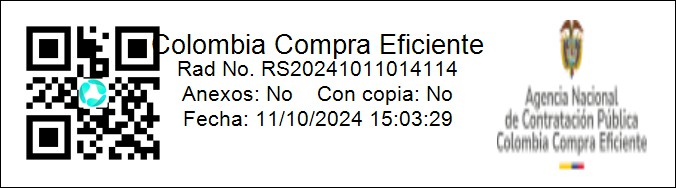 Colombia Compra Eficiente
Rad No. RS20241011014114
Anexos: No Con copia: No
Fecha: 11/10/2024 15:03:29
Agencia Nacional
de Contratación Pública
Colombia Compra Eficiente